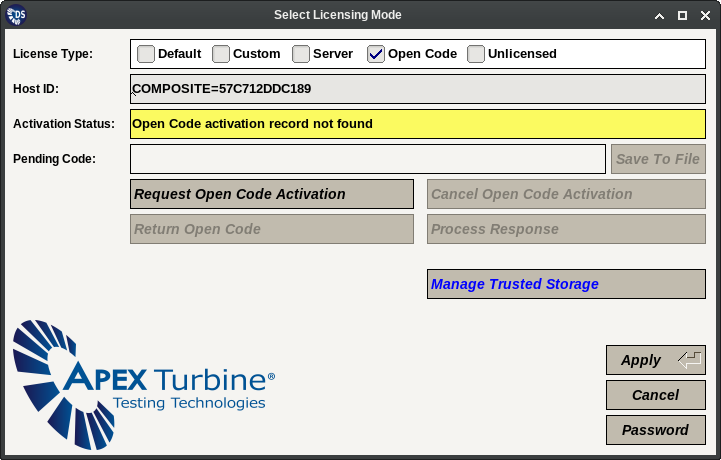 DS
Select Licensing Mode
License Type: Default Custom Server Open Code Unlicensed
Host ID: COMPOSITE=57C712DDC189
Activation Status: Open Code activation record not found
Pending Code: Save To File
Request Open Code Activation Cancel Open Code Activation
Return Open Code Process Response
Manage Trusted Storage
APEX Turbine®
Testing Technologies
Apply
Cancel
Password